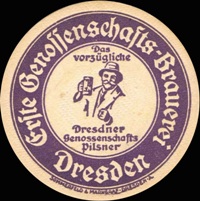 Erste Genossenschafts-Brauerei
Das
vorzügliche
Dresdner
Genossenschafts
Pilsner
Dresden